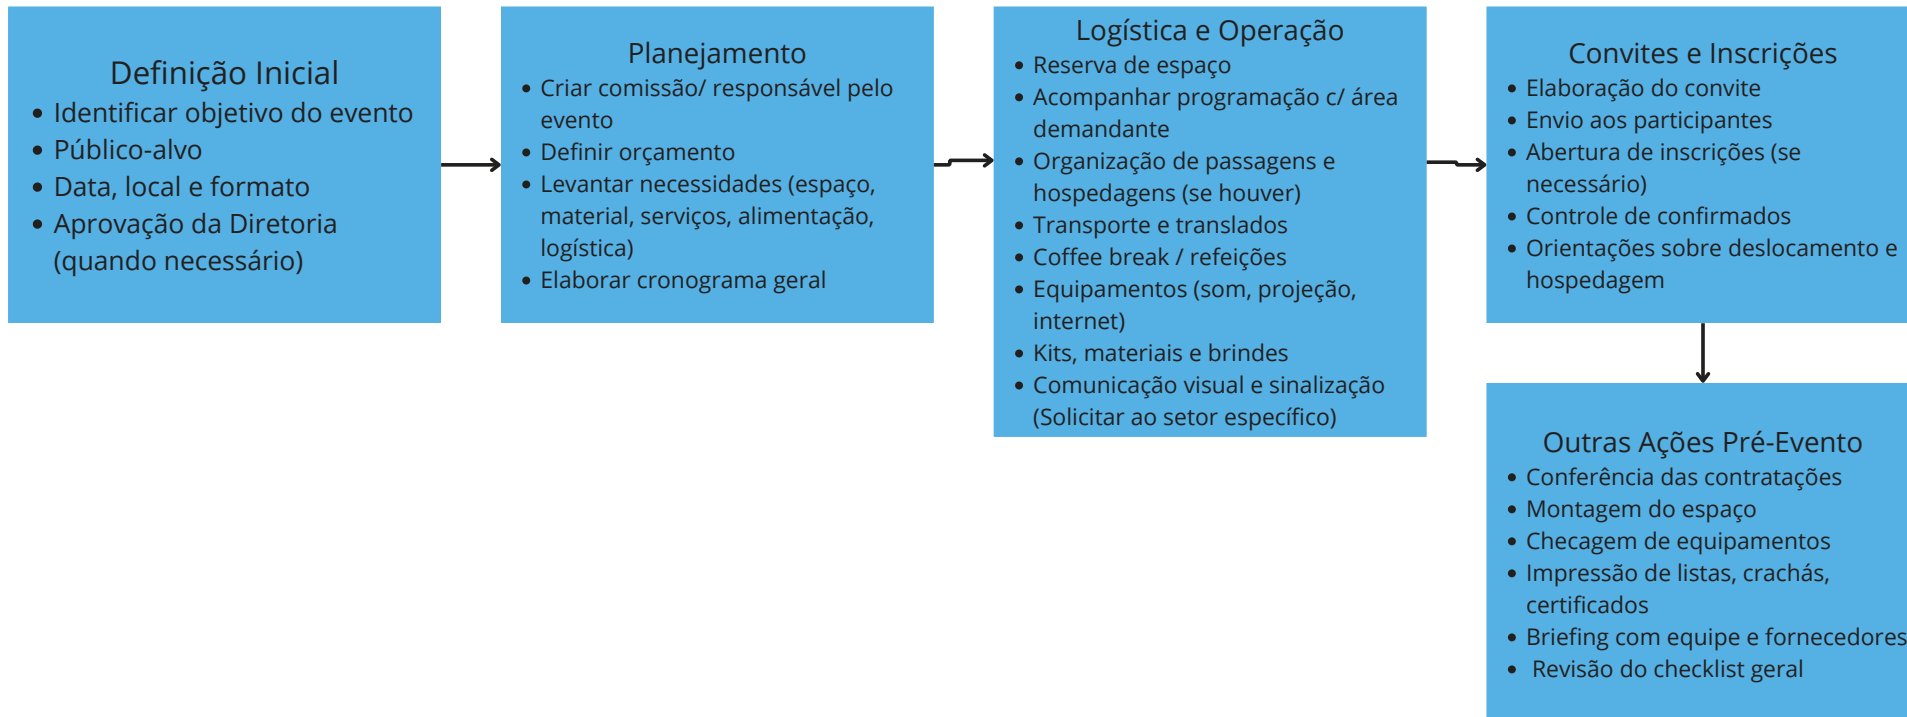 Definição Inicial
• Identificar objetivo do evento
• Público-alvo
• Data, local e formato
• Aprovação da Diretoria
(quando necessário)
Planejamento
• Criar comissão/ responsável pelo
evento
• Definir orçamento
• Levantar necessidades (espaço,
material, serviços, alimentação,
logística)
• Elaborar cronograma geral
Logística e Operação
• Reserva de espaço
• Acompanhar programação c/ área
demandante
• Organização de passagens e
hospedagens (se houver)
• Transporte e translados
• Coffee break / refeições
• Equipamentos (som, projeção,
internet)
• Kits, materiais e brindes
• Comunicação visual e sinalização
(Solicitar ao setor específico)
Convites e Inscrições
• Elaboração do convite
• Envio aos participantes
• Abertura de inscrições (se
necessário)
• Controle de confirmados
• Orientações sobre deslocamento e
hospedagem
Outras Ações Pré-Evento
• Conferência das contratações
• Montagem do espaço
• Checagem de equipamentos
• Impressão de listas, crachás,
certificados
• Briefing com equipe e fornecedores
• Revisão do checklist geral